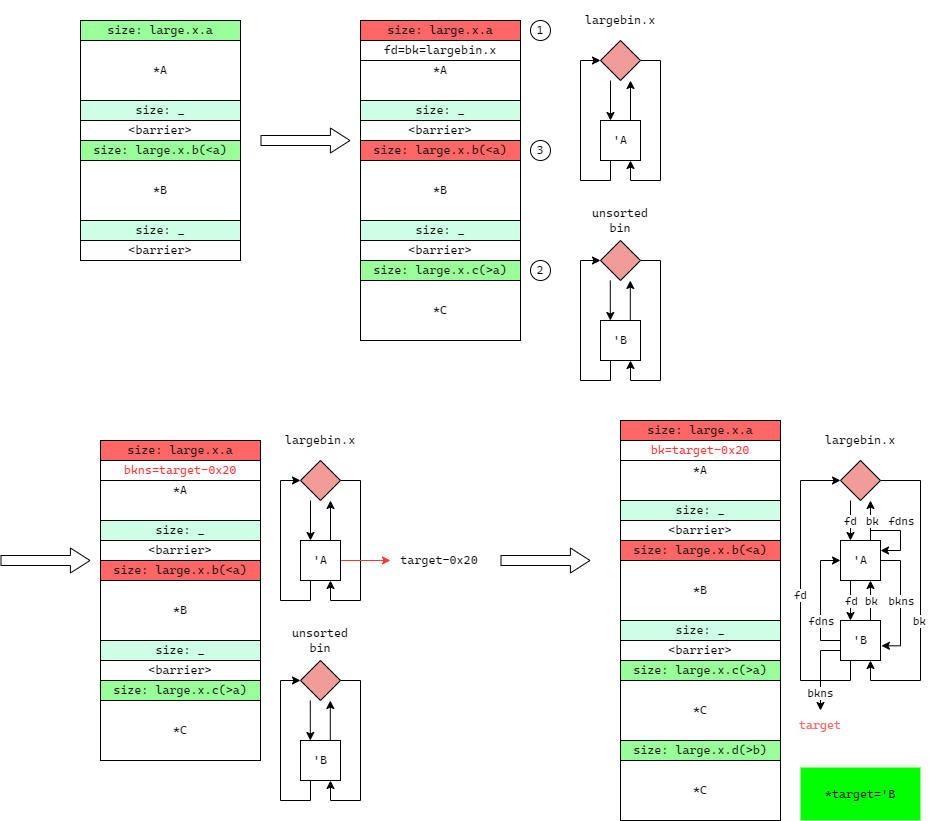 size: large.x.a
*A
size: _
<barrier>
size: large.x.b(<a)
*B
size: _
<barrier>
size: large.x.a
fd=bk=largebin.x
*A
size: _
<barrier>
size: large.x.b(<a)
*B
size: _
<barrier>
size: large.x.c(>a)
*C
1
3
2
largebin.x
'A
unsorted
bin
'B
size: large.x.a
bkns=target-0x20
*A
size: _
<barrier>
size: large.x.b(<a)
*B
size: _
<barrier>
size: large.x.c(>a)
*C
largebin.x
'A
target-0x20
unsorted
bin
'B
size: large.x.a
bk=target-0x20
*A
size: _
<barrier>
size: large.x.b(<a)
*B
size: _
<barrier>
size: large.x.c(>a)
*C
size: large.x.d(>b)
*C
largebin.x
fd bk fdns
'A
fd
fd bk bkns
fdns
bk
'B
bkns
target
*target='B